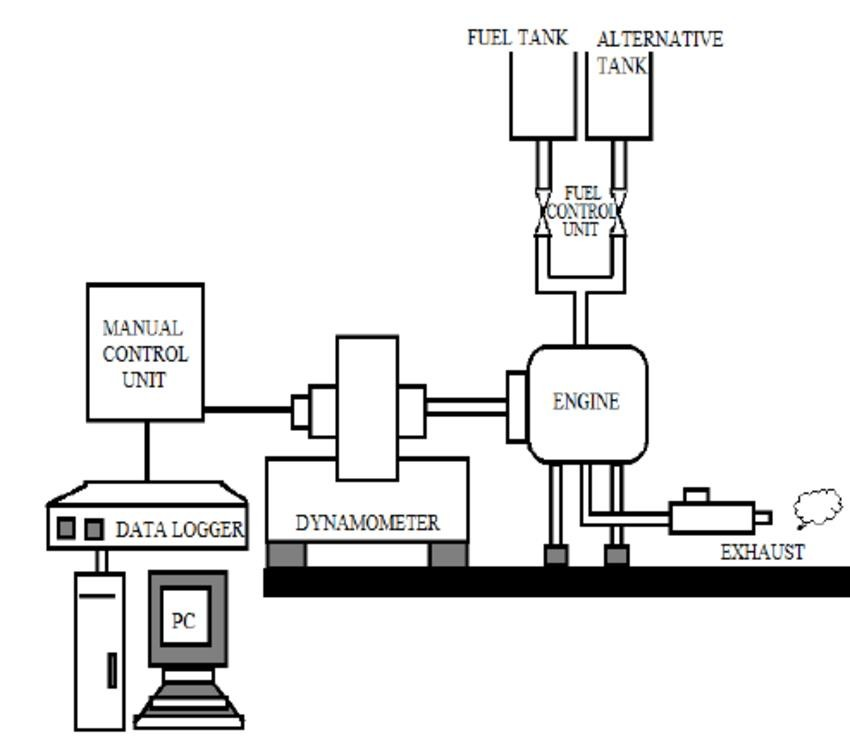 FUEL TANK
ALTERNATIVE
TANK
FUEL
CONTROL
UNIT
MANUAL
CONTROL
UNIT
ENGINE
DATA LOGGER
DYNAMOMETER
EXHAUST
PC